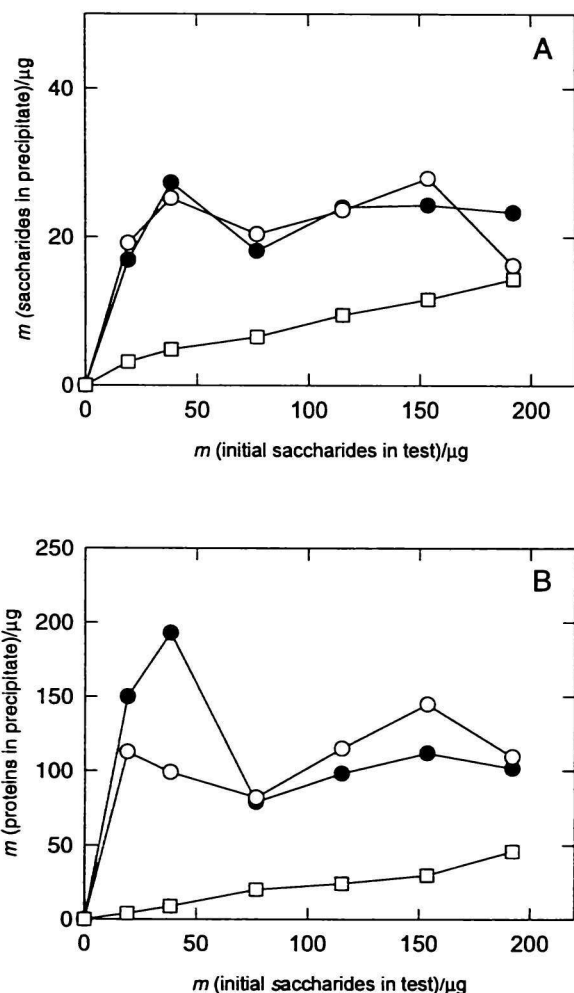 A
40
20
0
m (saccharides in precipitate)/µg
0 50 100 150 200
m (initial saccharides in test)/µg
B
250
200
150
100
50
0
m (proteins in precipitate)/µg
0 50 100 150 200
m (initial saccharides in test)/µg